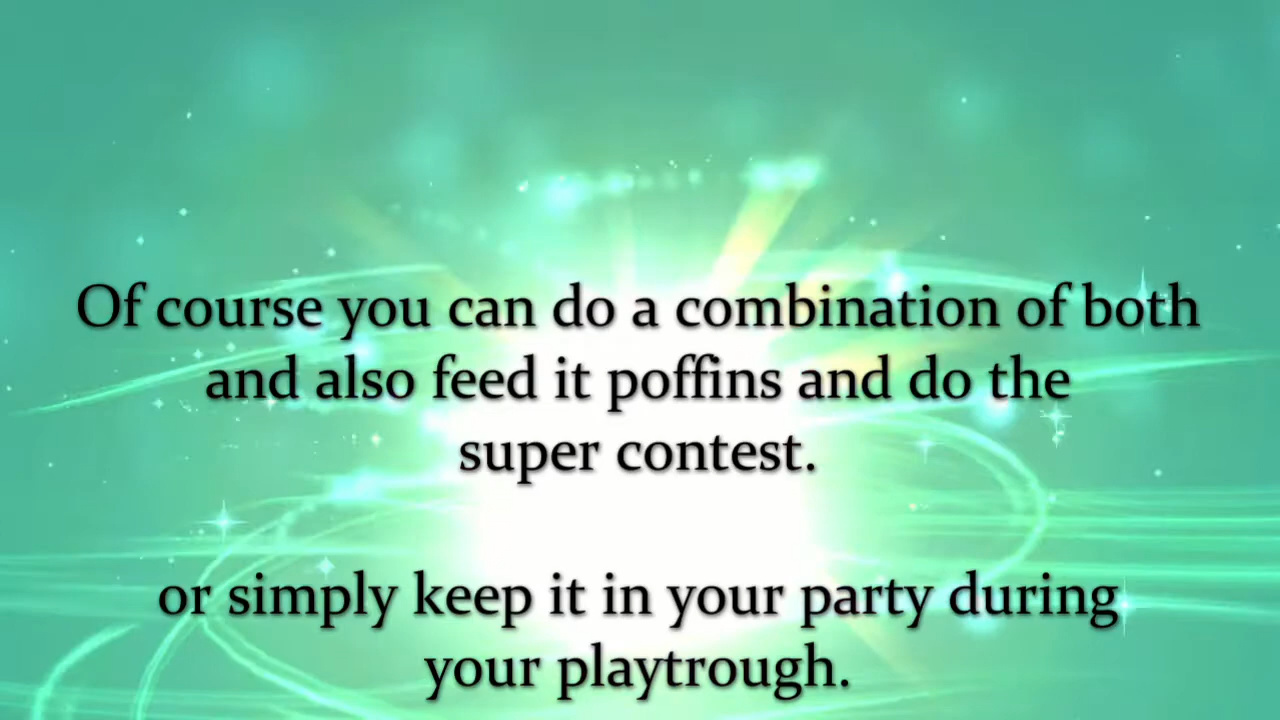 Of course you can do a combination of both
and also feed it poffins and do the
super contest.
or simply keep it in your party during
your playtrough.